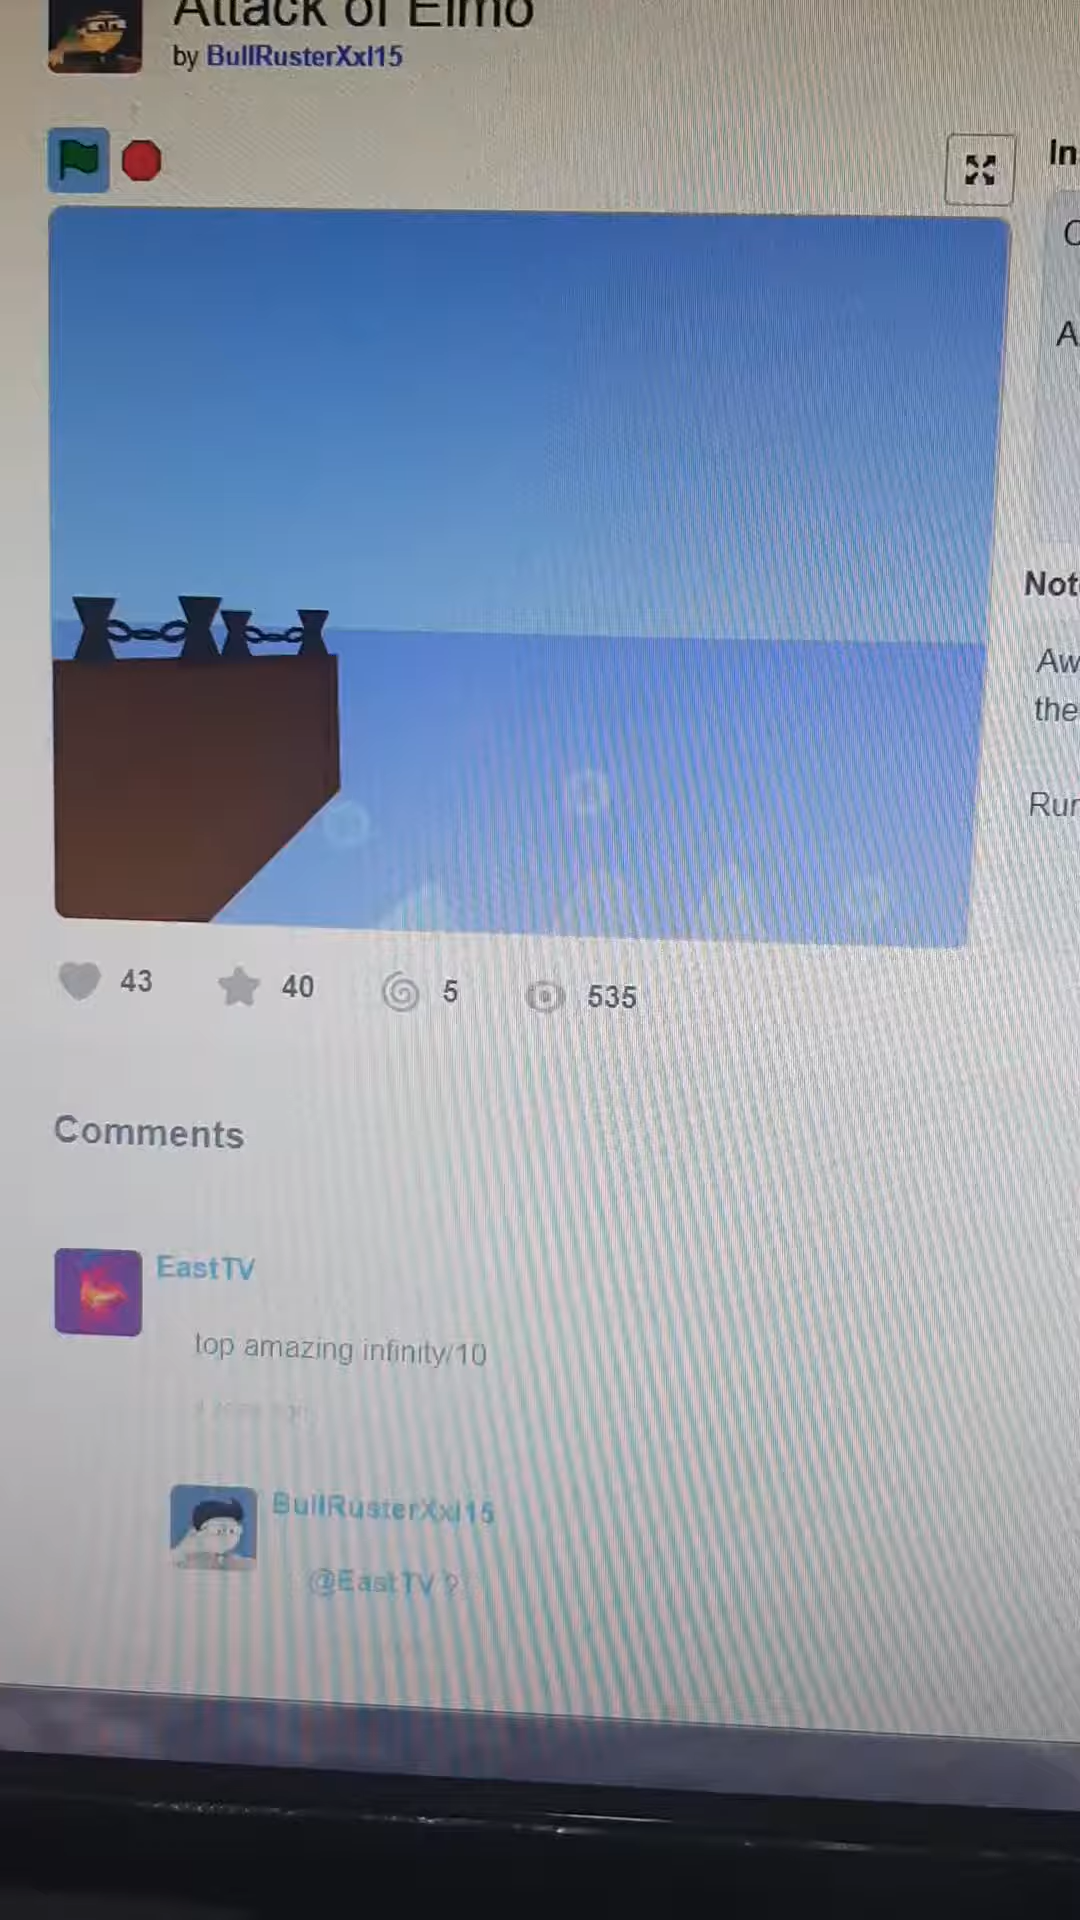 Attack of Elmo
by BullRusterXxl15
In
C
A
Not
Aw
the
Rur
43 40 5 535
Comments
EastTV
top amazing infinity/10
BullRusterXxl15
@EastTV ?